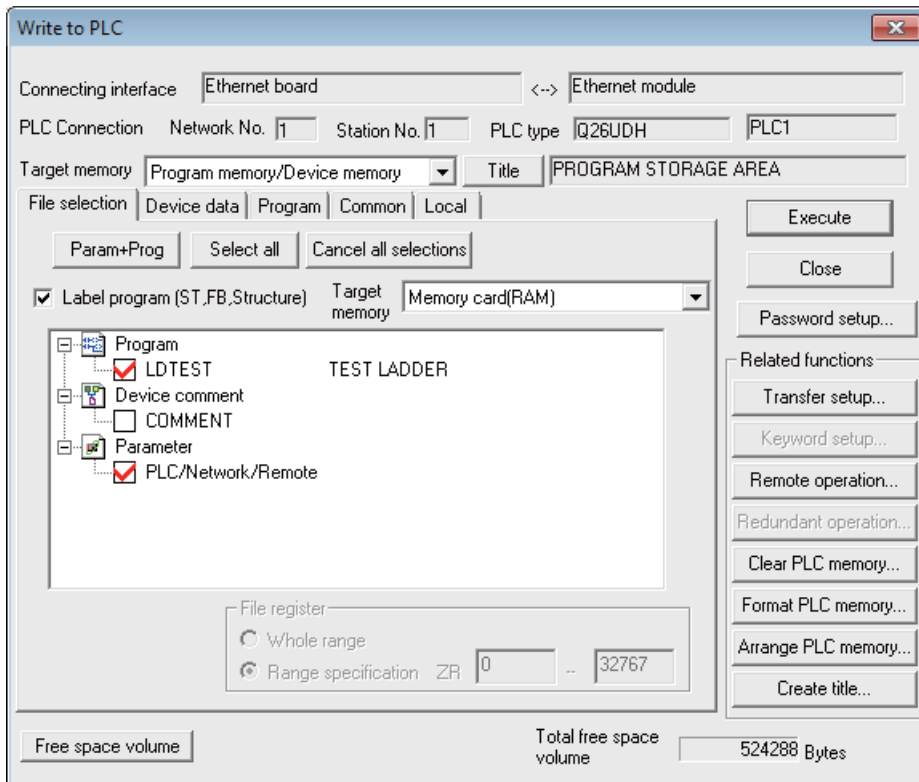 Write to PLC
Connecting interface Ethernet board <--> Ethernet module
PLC Connection Network No. 1 Station No. 1 PLC type Q26UDH PLC1
Target memory Program memory/Device memory Title PROGRAM STORAGE AREA
File selection Device data Program Common Local
Execute
Param+Prog Select all Cancel all selections
Close
Label program (ST,FB,Structure) Target memory Memory card(RAM)
Password setup...
Program
LDTEST TEST LADDER
Device comment
COMMENT
Parameter
PLC/Network/Remote
Related functions
Transfer setup...
Keyword setup...
Remote operation...
Redundant operation...
Clear PLC memory...
Format PLC memory...
Arrange PLC memory...
Create title...
File register
Whole range
Range specification ZR 0 -- 32767
Free space volume
Total free space volume 524288 Bytes